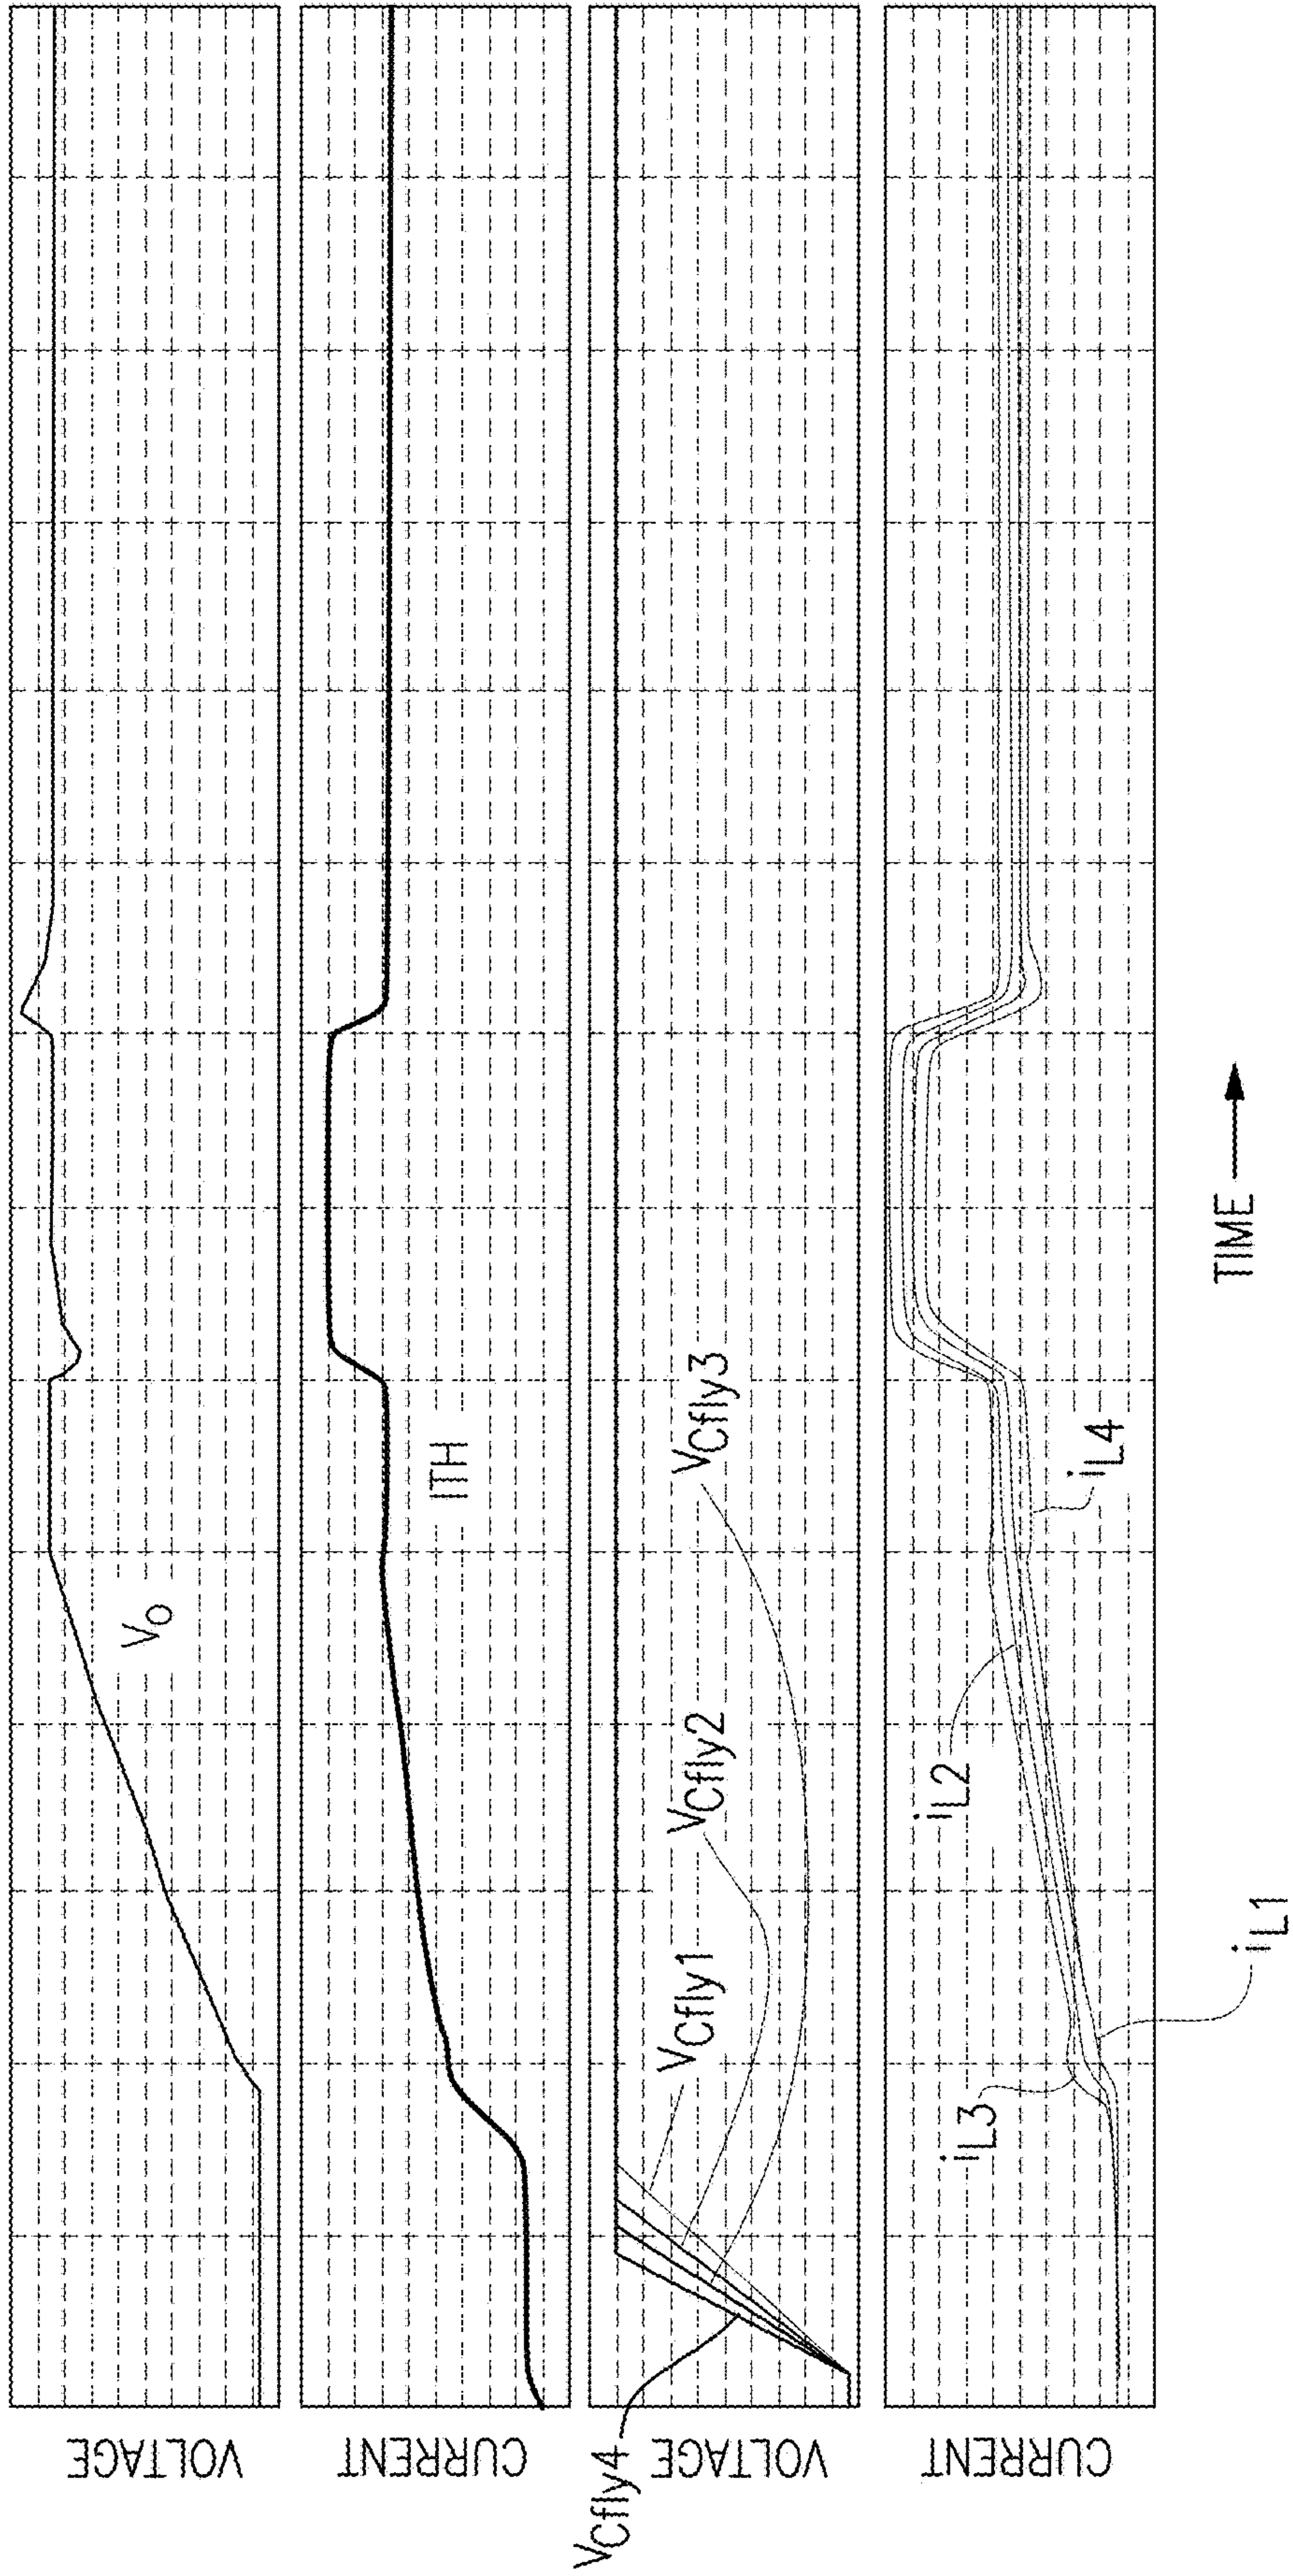 VOLTAGE
V₀
CURRENT
ITH
VOLTAGE
VCfly1
VCfly2
VCfly3
VCfly4
CURRENT
iL3
iL2
iL4
iL1
TIME